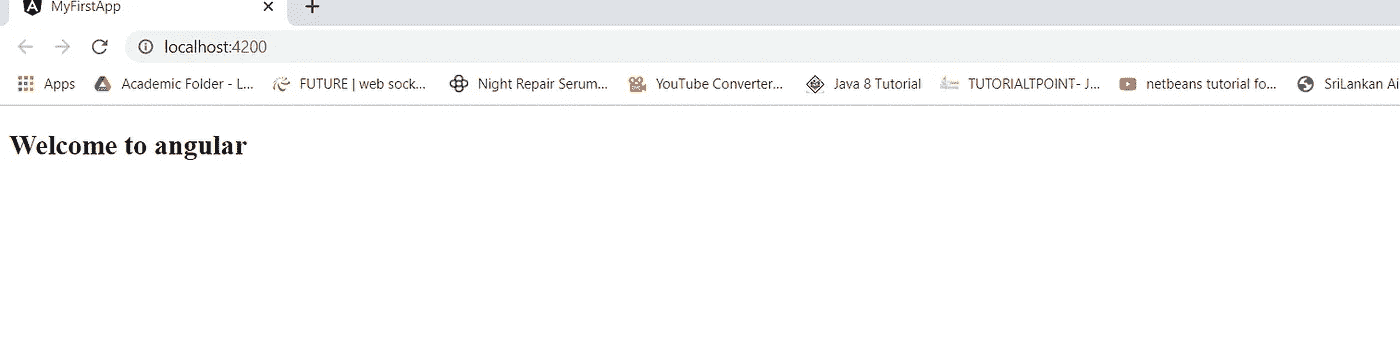 MyFirstApp
localhost:4200
Apps Academic Folder - L... FUTURE | web sock... Night Repair Serum... YouTube Converter... Java 8 Tutorial TUTORIALTPOINT- J... netbeans tutorial fo... SriLankan Ai
Welcome to angular